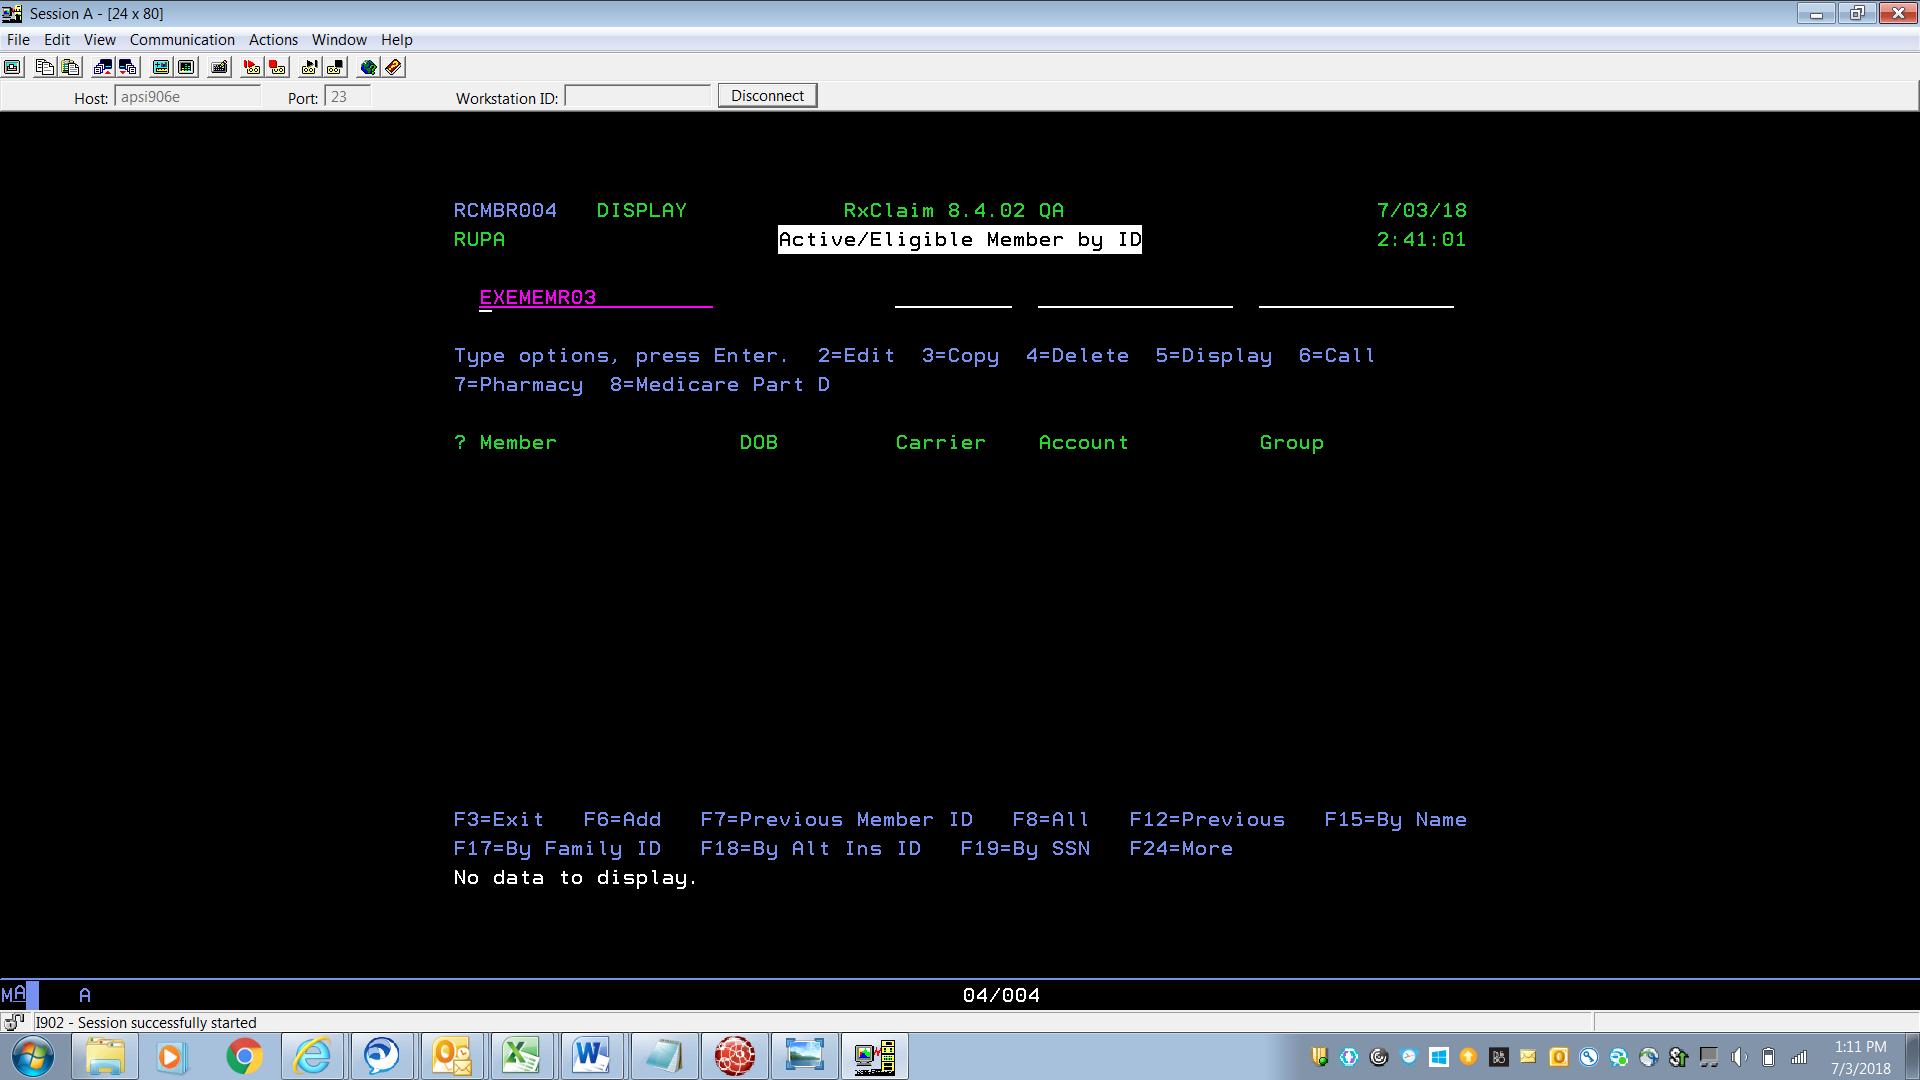 Session A - [24 x 80]
File Edit View Communication Actions Window Help
Host: apsi906e Port: 23 Workstation ID: Disconnect
RCMBR004 DISPLAY RxClaim 8.4.02 QA 7/03/18
RUPA Active/Eligible Member by ID 2:41:01
EXEMEMR03
Type options, press Enter. 2=Edit 3=Copy 4=Delete 5=Display 6=Call
7=Pharmacy 8=Medicare Part D
? Member DOB Carrier Account Group
F3=Exit F6=Add F7=Previous Member ID F8=All F12=Previous F15=By Name
F17=By Family ID F18=By Alt Ins ID F19=By SSN F24=More
No data to display.
MA A 04/004
I902 - Session successfully started
1:11 PM
7/3/2018